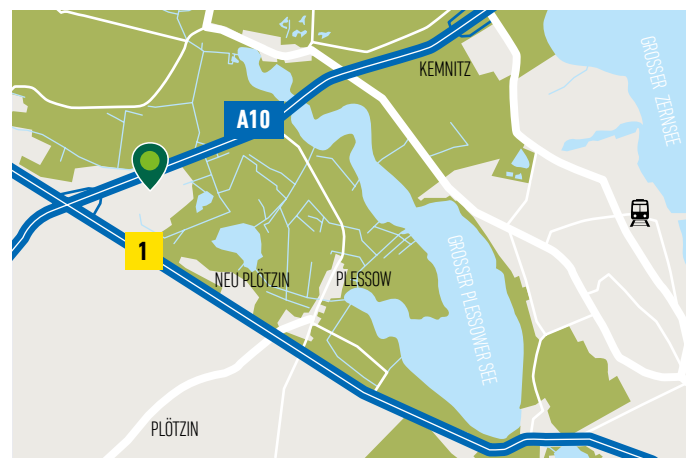 KEMNITZ
GROSSER ZERNSEE
A10
1
NEU PLÖTZIN
PLESSOW
GROSSER PLESSOWER SEE
PLÖTZIN